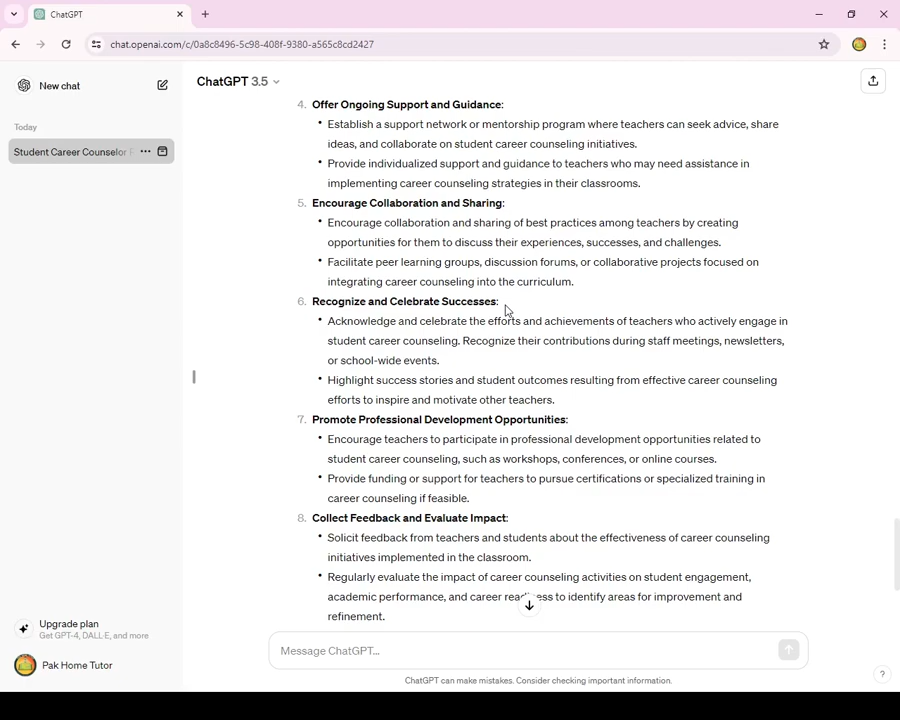 ChatGPT
chat.openai.com/c/0a8c8496-5c98-408f-9380-a565c8cd2427
New chat
ChatGPT 3.5
Today
Student Career Counselor
4. Offer Ongoing Support and Guidance:
• Establish a support network or mentorship program where teachers can seek advice, share
ideas, and collaborate on student career counseling initiatives.
• Provide individualized support and guidance to teachers who may need assistance in
implementing career counseling strategies in their classrooms.
5. Encourage Collaboration and Sharing:
• Encourage collaboration and sharing of best practices among teachers by creating
opportunities for them to discuss their experiences, successes, and challenges.
• Facilitate peer learning groups, discussion forums, or collaborative projects focused on
integrating career counseling into the curriculum.
6. Recognize and Celebrate Successes:
• Acknowledge and celebrate the efforts and achievements of teachers who actively engage in
student career counseling. Recognize their contributions during staff meetings, newsletters,
or school-wide events.
• Highlight success stories and student outcomes resulting from effective career counseling
efforts to inspire and motivate other teachers.
7. Promote Professional Development Opportunities:
• Encourage teachers to participate in professional development opportunities related to
student career counseling, such as workshops, conferences, or online courses.
• Provide funding or support for teachers to pursue certifications or specialized training in
career counseling if feasible.
8. Collect Feedback and Evaluate Impact:
• Solicit feedback from teachers and students about the effectiveness of career counseling
initiatives implemented in the classroom.
• Regularly evaluate the impact of career counseling activities on student engagement,
academic performance, and career readiness to identify areas for improvement and
refinement.
Upgrade plan
Get GPT-4, DALL·E, and more
Pak Home Tutor
Message ChatGPT...
ChatGPT can make mistakes. Consider checking important information.
?